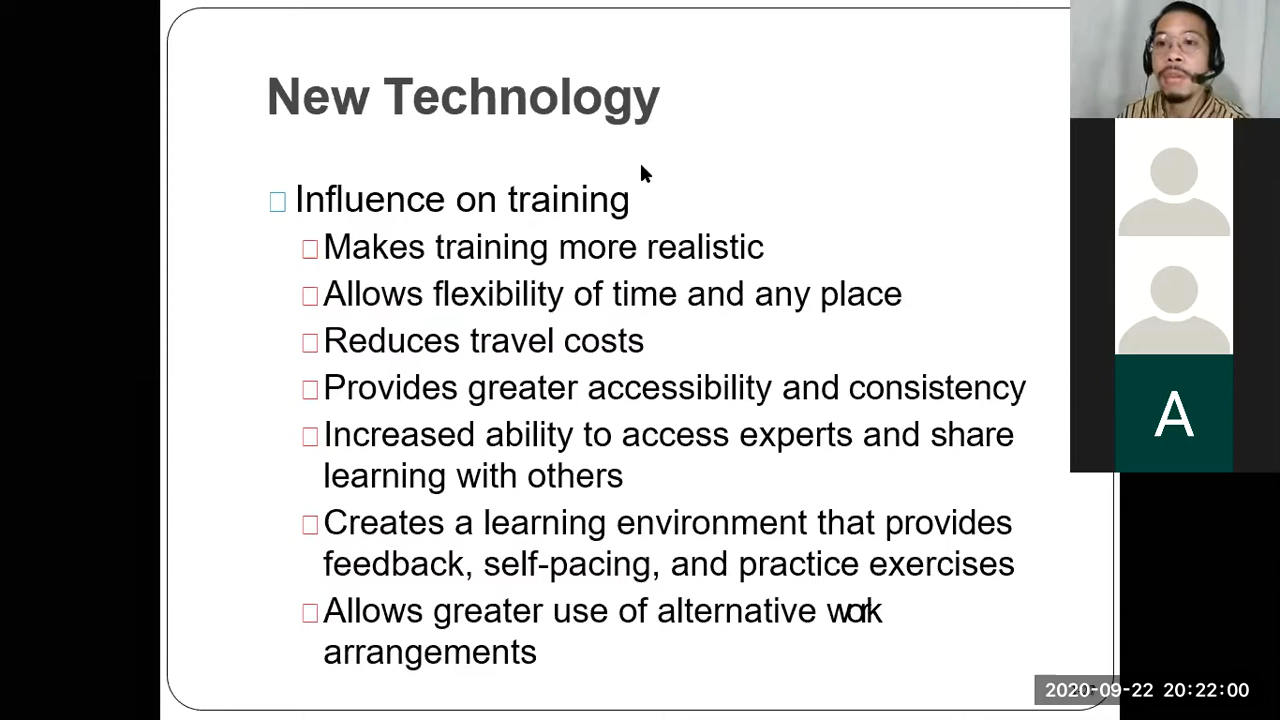 New Technology
Influence on training
Makes training more realistic
Allows flexibility of time and any place
Reduces travel costs
Provides greater accessibility and consistency
Increased ability to access experts and share
learning with others
Creates a learning environment that provides
feedback, self-pacing, and practice exercises
Allows greater use of alternative work
arrangements
A
2020-09-22 20:22:00